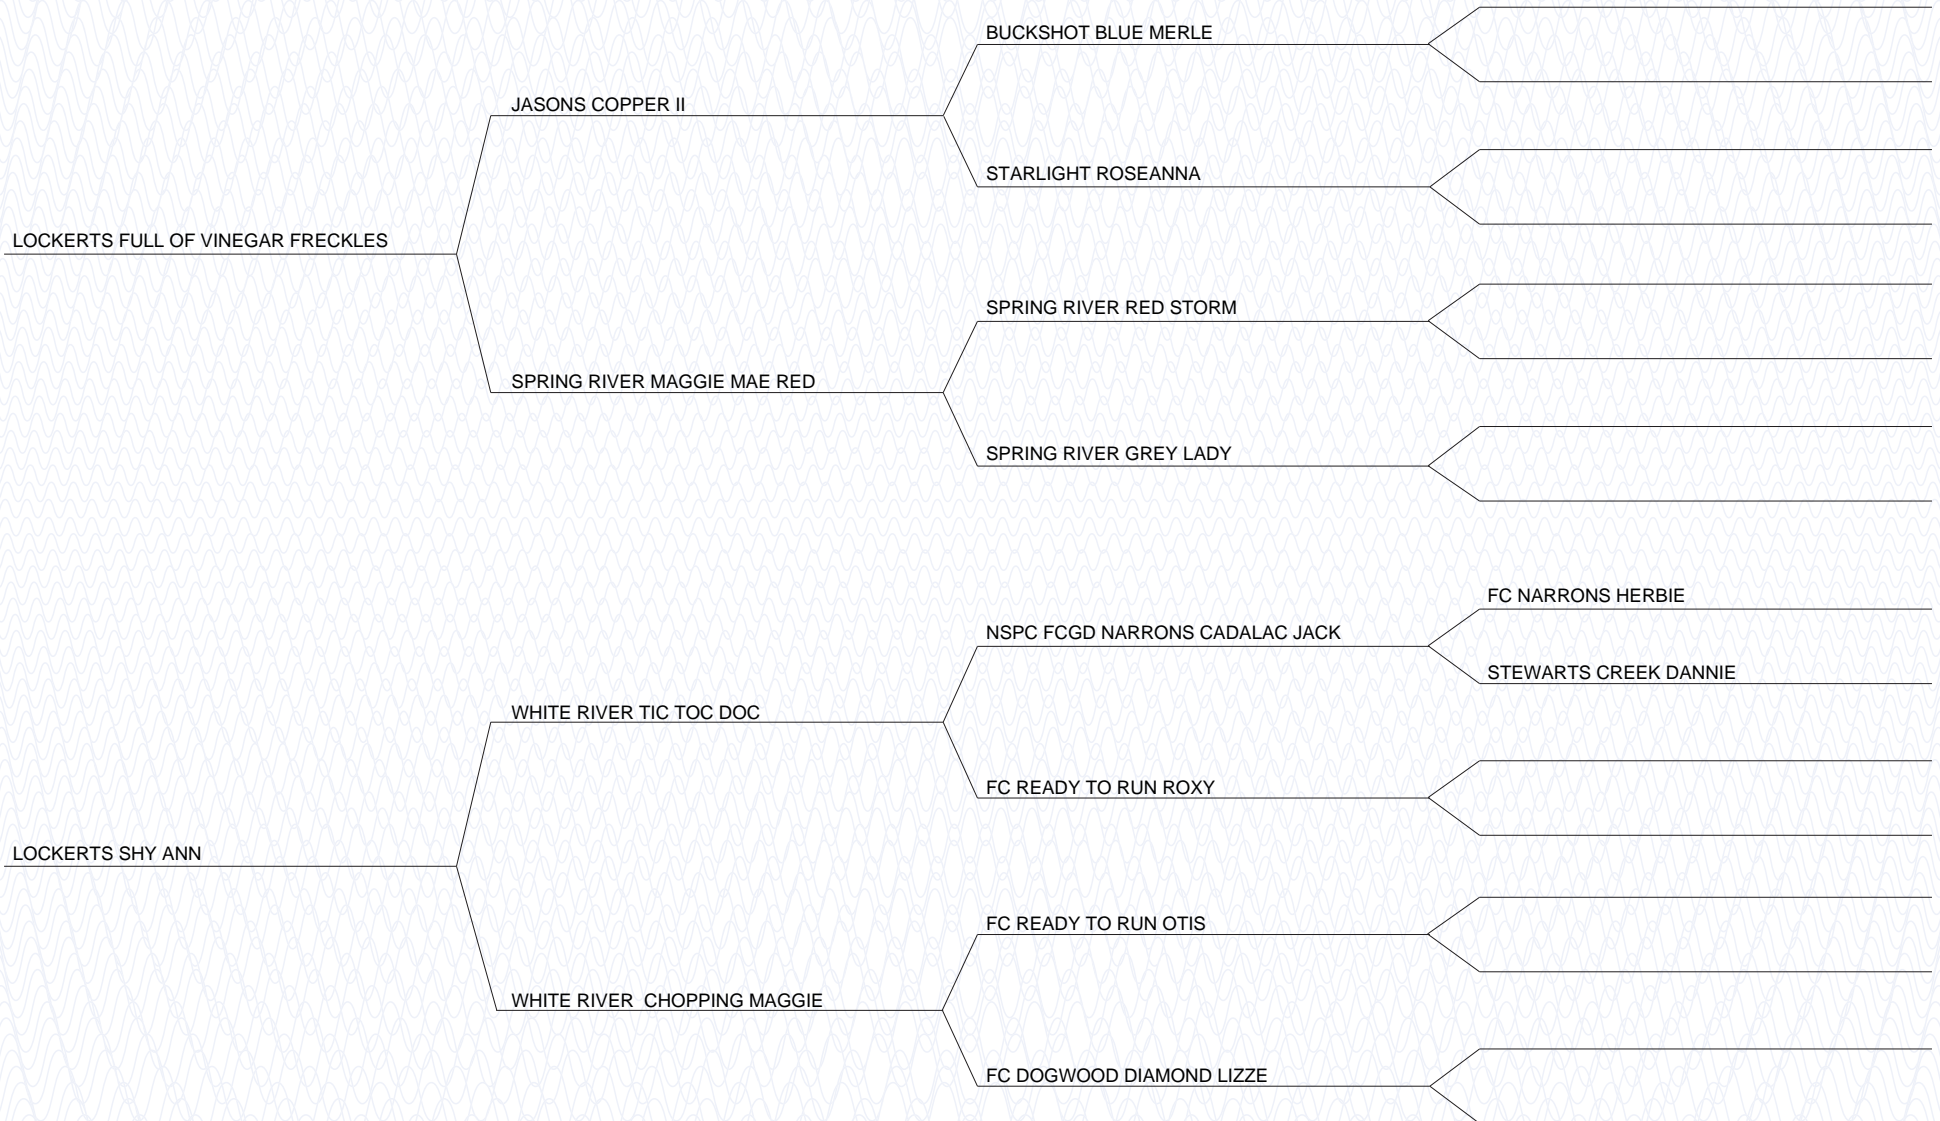 BUCKSHOT BLUE MERLE
JASONS COPPER II
STARLIGHT ROSEANNA
LOCKERTS FULL OF VINEGAR FRECKLES
SPRING RIVER RED STORM
SPRING RIVER MAGGIE MAE RED
SPRING RIVER GREY LADY
FC NARRONS HERBIE
NSPC FCGD NARRONS CADALAC JACK
STEWARTS CREEK DANNIE
WHITE RIVER TIC TOC DOC
FC READY TO RUN ROXY
LOCKERTS SHY ANN
FC READY TO RUN OTIS
WHITE RIVER  CHOPPING MAGGIE
FC DOGWOOD DIAMOND LIZZE